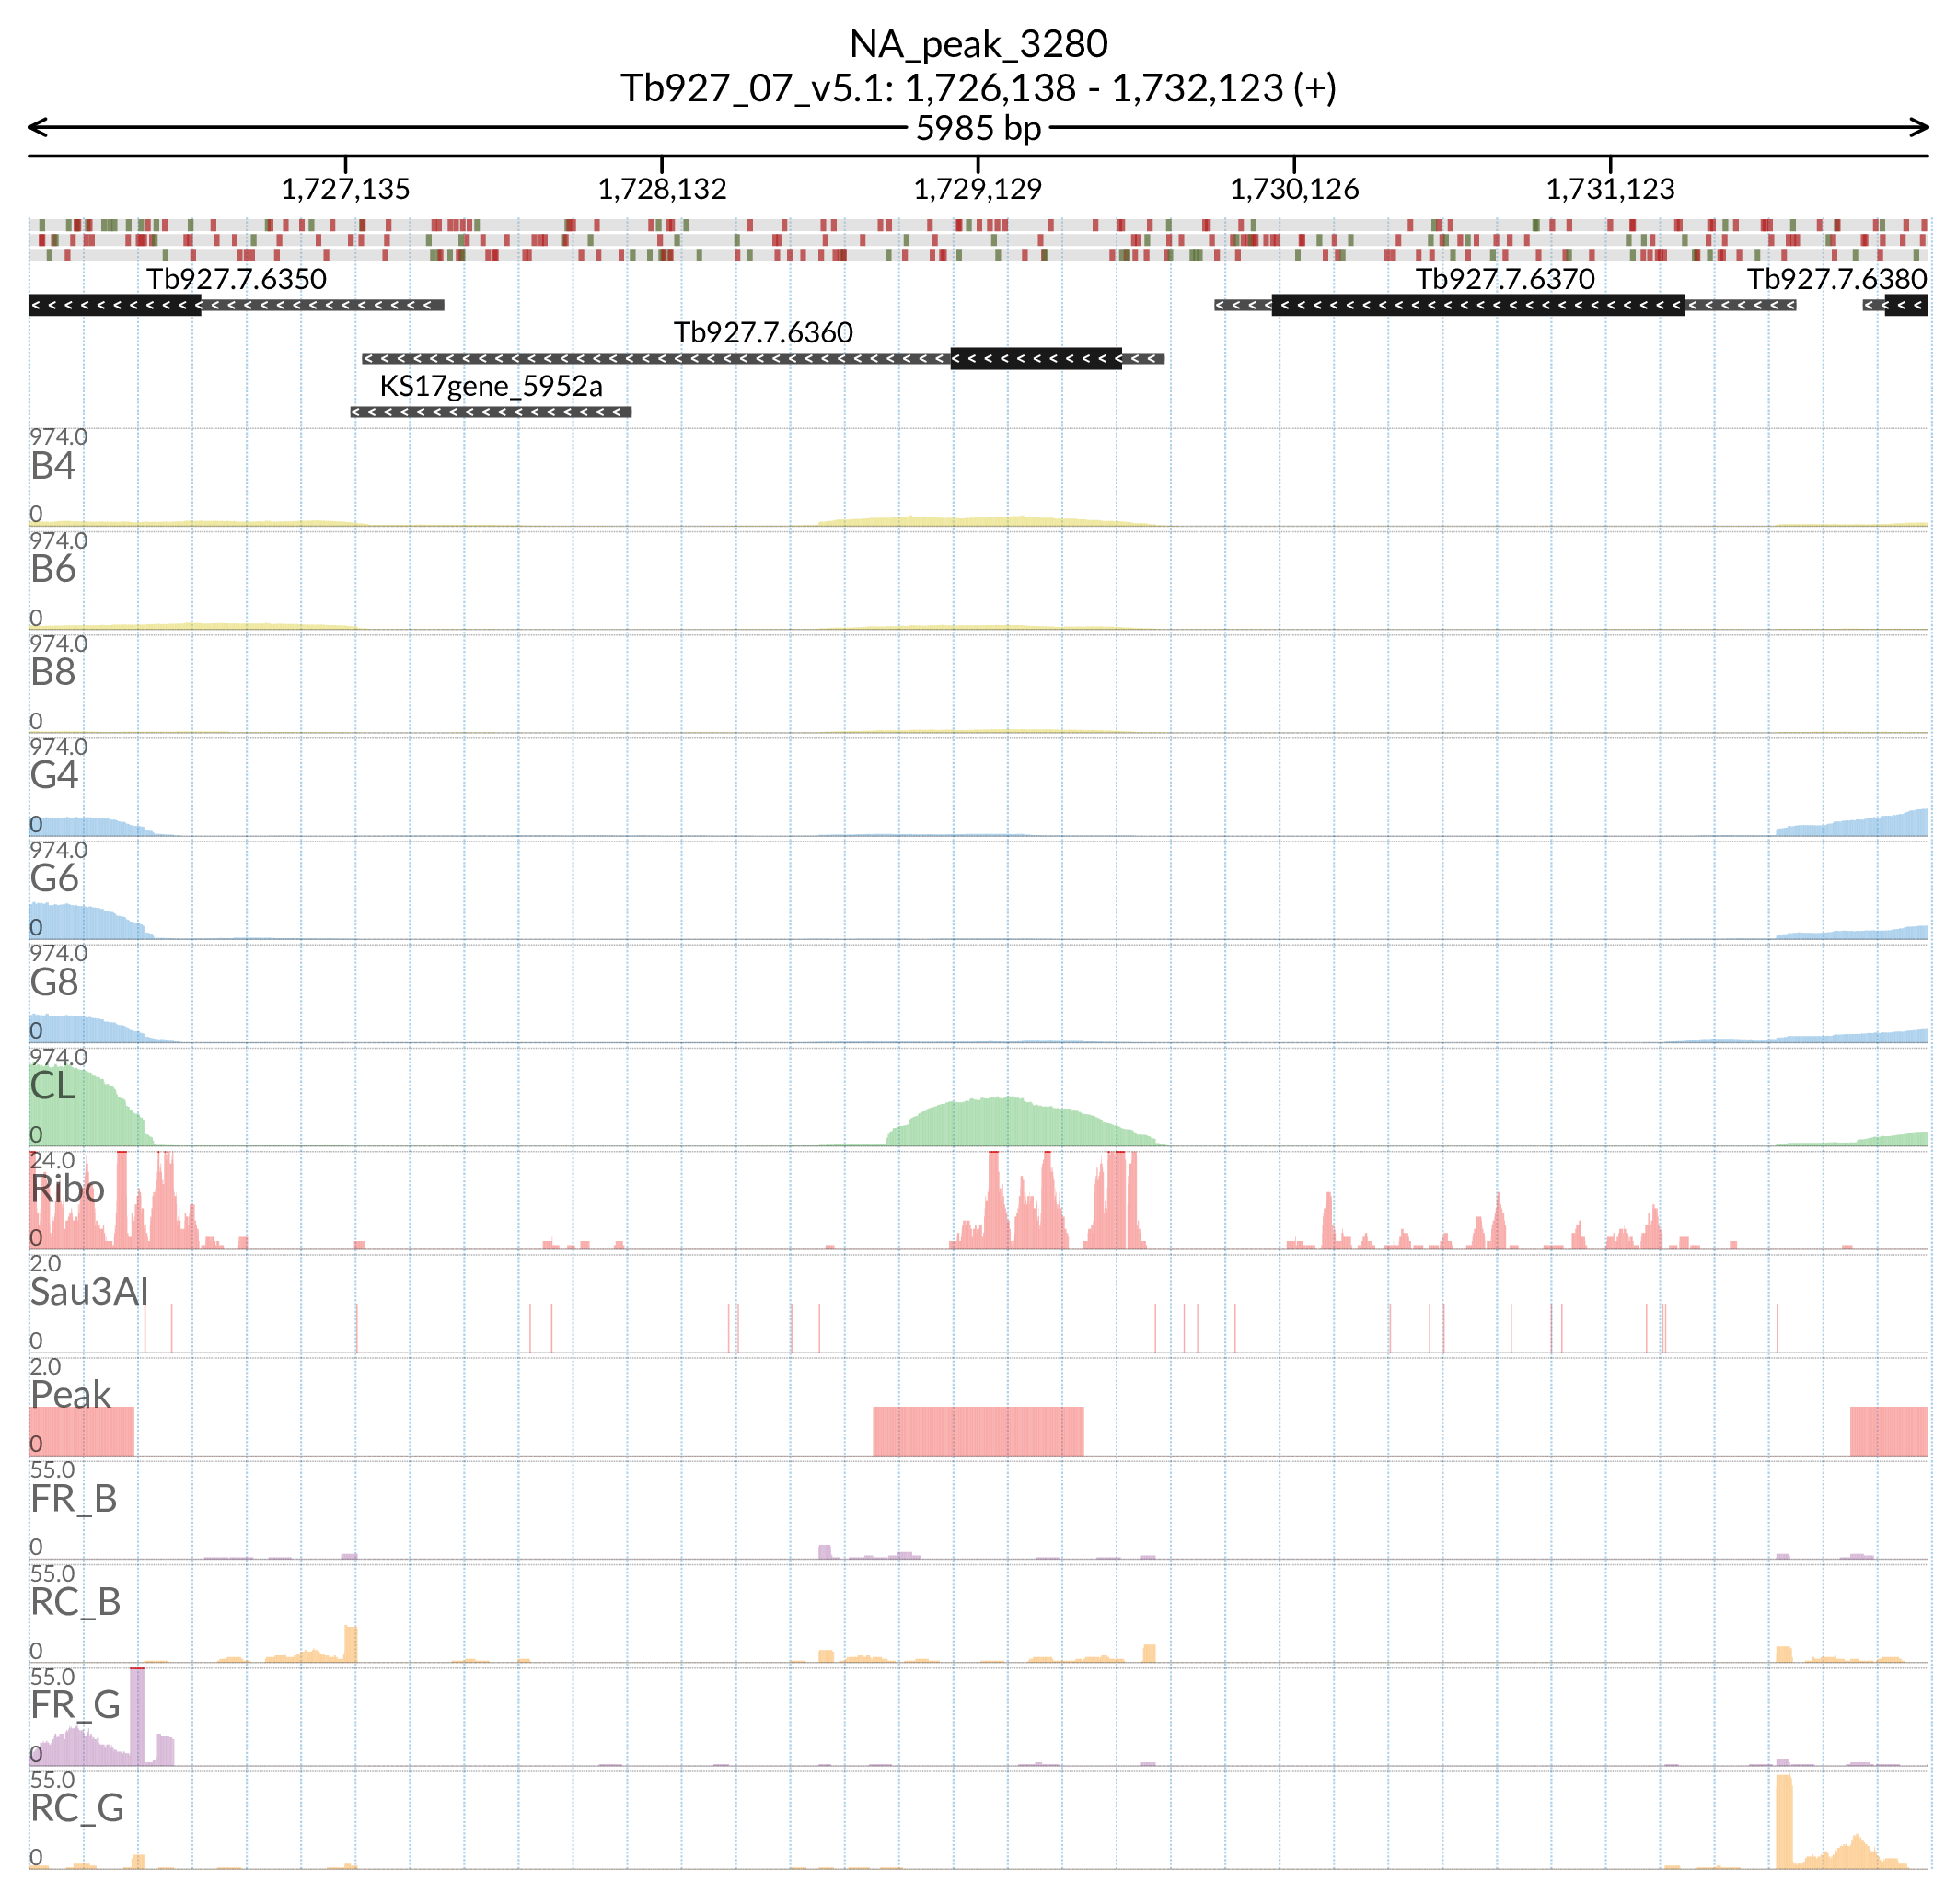 NA_peak_3280
Tb927_07_v5.1: 1,726,138 - 1,732,123 (+)
5985 bp
1,727,135 1,728,132 1,729,129 1,730,126 1,731,123
Tb927.7.6350 Tb927.7.6370 Tb927.7.6380
Tb927.7.6360
KS17gene_5952a
974.0
B4
0
974.0
B6
0
974.0
B8
0
974.0
G4
0
974.0
G6
0
974.0
G8
0
974.0
CL
0
24.0
Ribo
0
2.0
Sau3AI
0
2.0
Peak
0
55.0
FR_B
0
55.0
RC_B
0
55.0
FR_G
0
55.0
RC_G
0